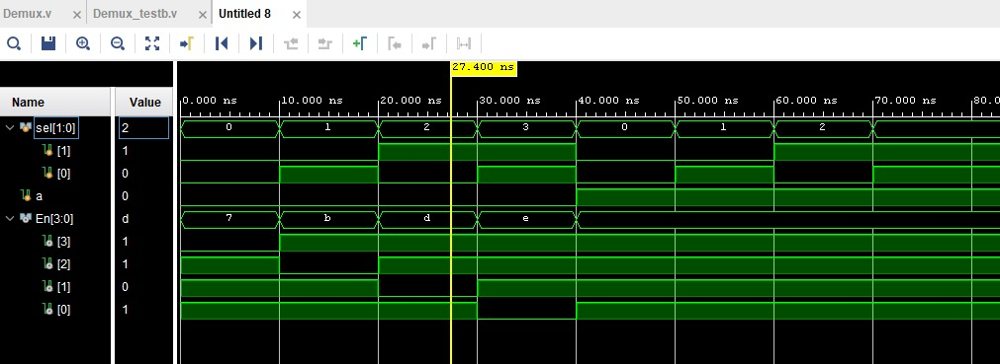 Demux.v
Demux_testb.v
Untitled 8
27.400 ns
0.000 ns 10.000 ns 20.000 ns 30.000 ns 40.000 ns 50.000 ns 60.000 ns 70.000 ns 80.0
Name Value
sel[1:0] 2 0 1 2 3 0 1 2
[1] 1
[0] 0
a 0
En[3:0] d 7 b d e
[3] 1
[2] 1
[1] 0
[0] 1